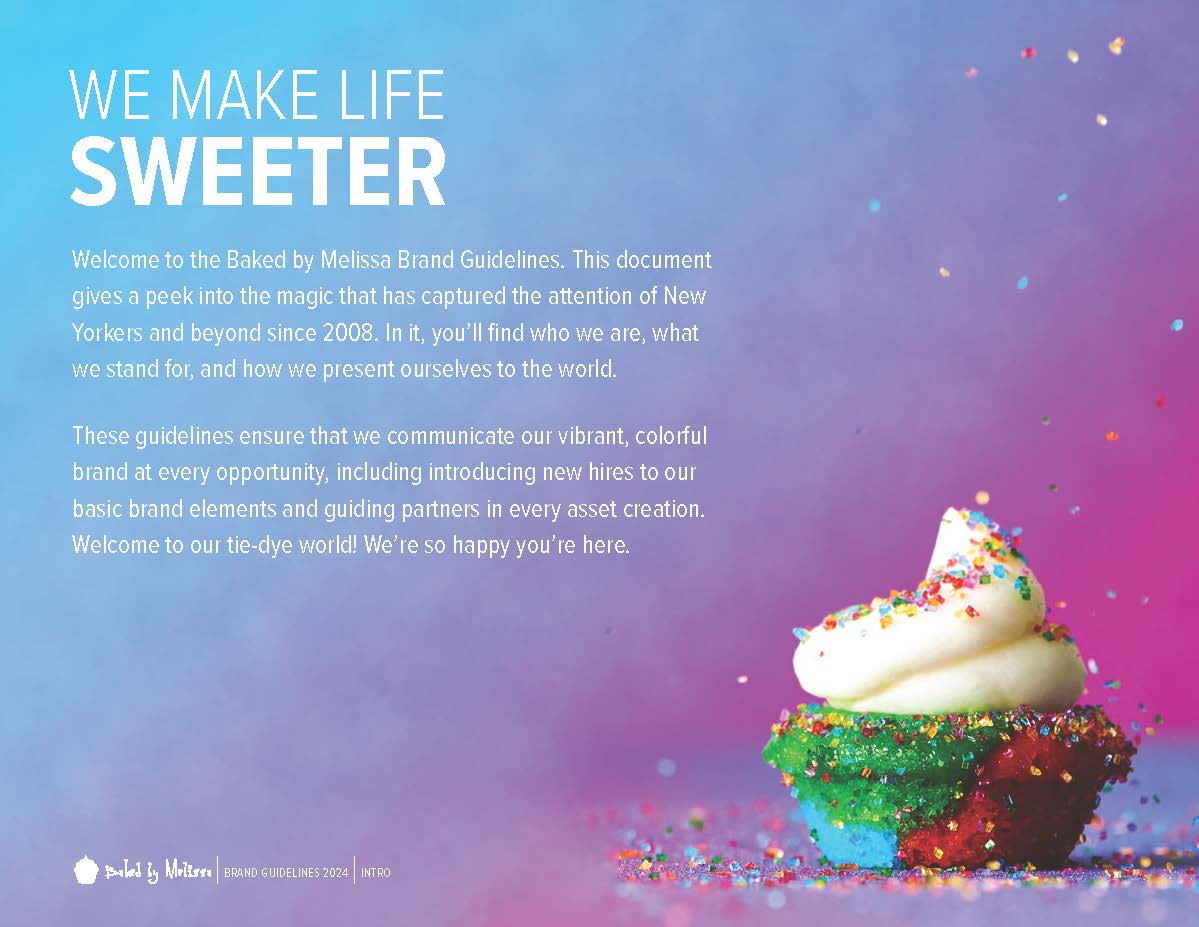 WE MAKE LIFE
SWEETER
Welcome to the Baked by Melissa Brand Guidelines. This document
gives a peek into the magic that has captured the attention of New
Yorkers and beyond since 2008. In it, you’ll find who we are, what
we stand for, and how we present ourselves to the world.
These guidelines ensure that we communicate our vibrant, colorful
brand at every opportunity, including introducing new hires to our
basic brand elements and guiding partners in every asset creation.
Welcome to our tie-dye world! We’re so happy you’re here.
Baked by Melissa | BRAND GUIDELINES 2024 | INTRO